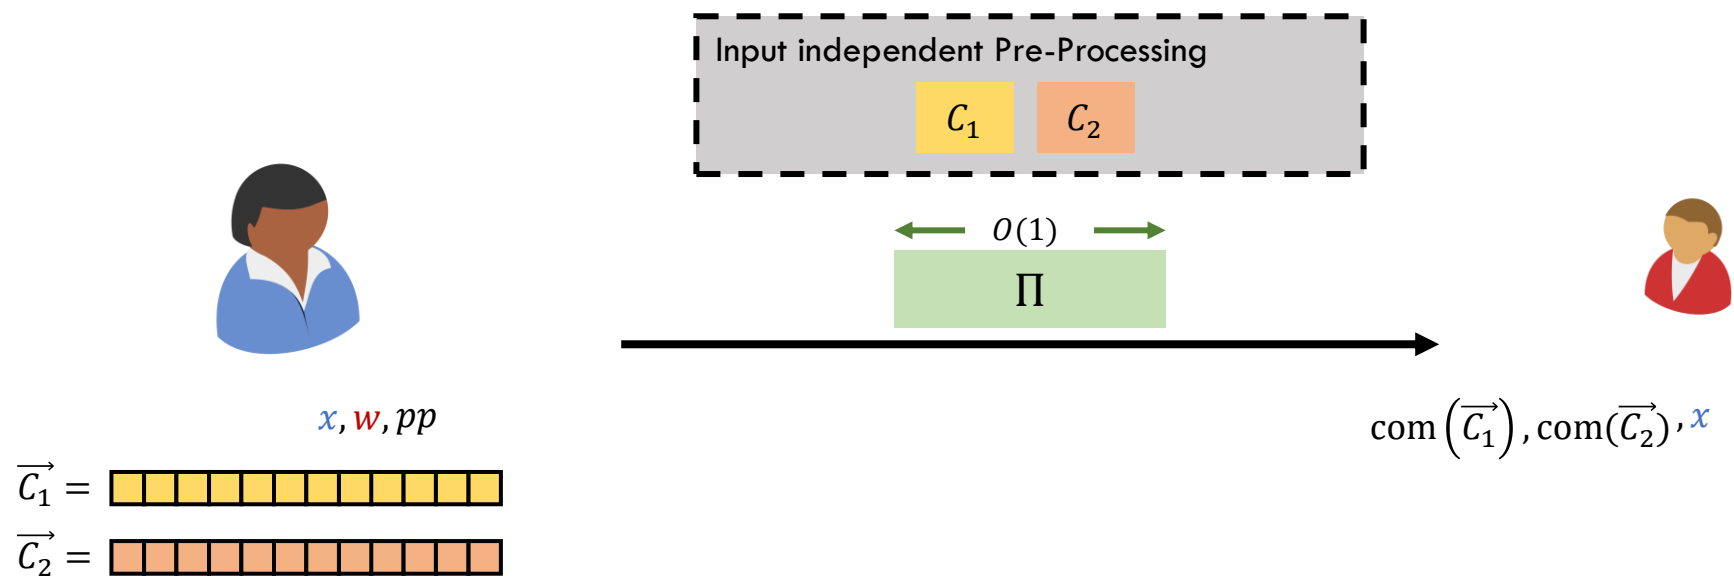 Input independent Pre-Processing
C₁ C₂
O(1)
Π
x, w, pp
com(C₁⃗), com(C₂⃗), x
C₁⃗ =
C₂⃗ =